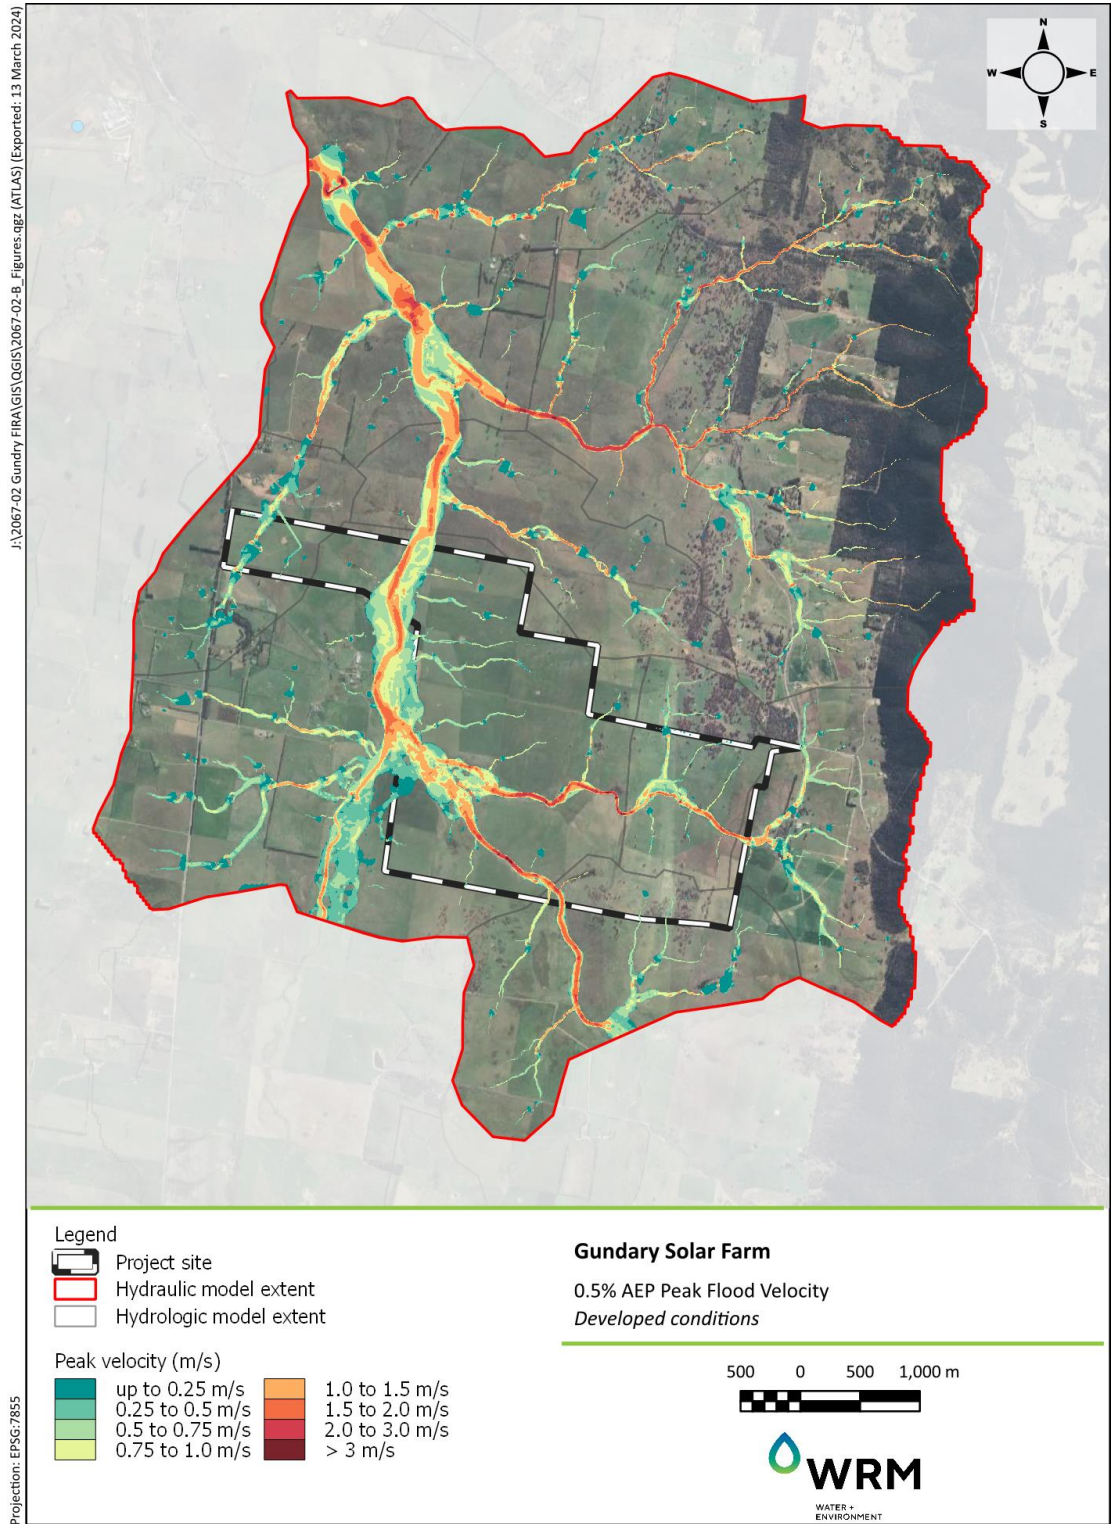 J:\2067-02 Gundry FIRA\GIS\QGIS\2067-02-B_Figures.qgz (ATLAS) (Exported: 13 March 2024)
N
W
E
S
Projection: EPSG:7855
Legend
Project site
Hydraulic model extent
Hydrologic model extent
Peak velocity (m/s)
up to 0.25 m/s
0.25 to 0.5 m/s
0.5 to 0.75 m/s
0.75 to 1.0 m/s
1.0 to 1.5 m/s
1.5 to 2.0 m/s
2.0 to 3.0 m/s
> 3 m/s
Gundary Solar Farm
0.5% AEP Peak Flood Velocity
Developed conditions
500 0 500 1,000 m
WRM
WATER +
ENVIRONMENT